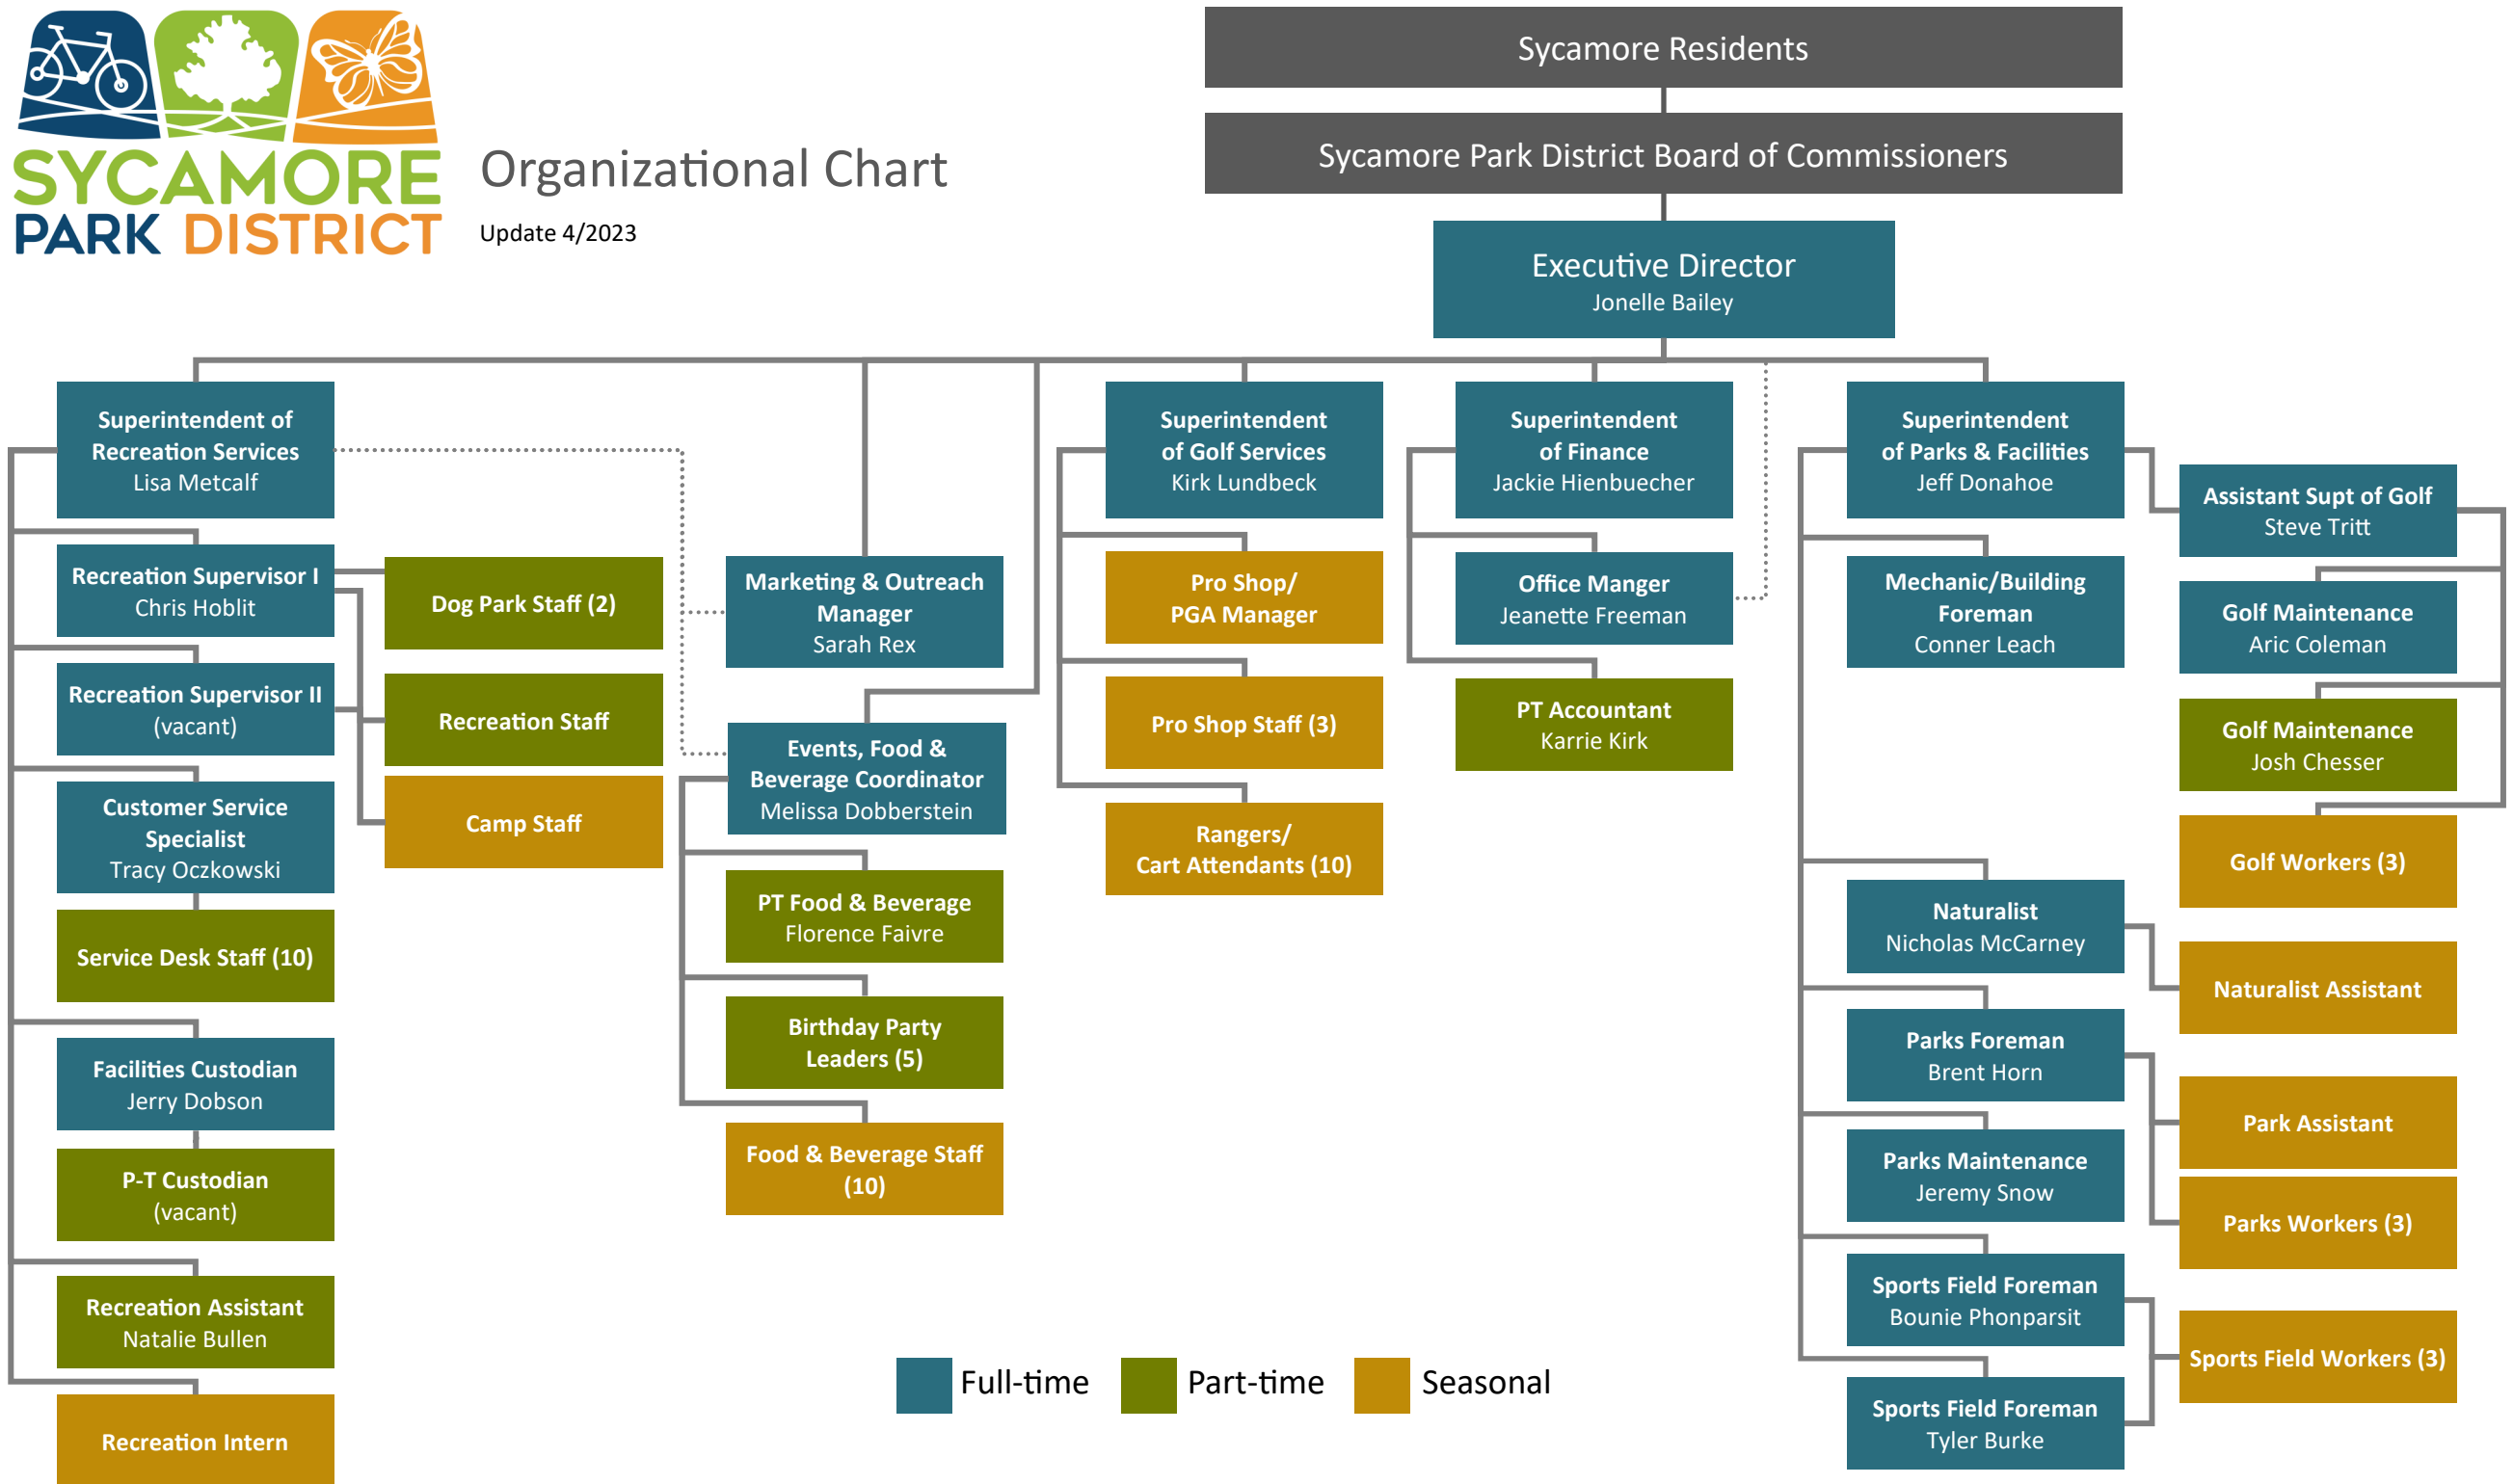 SYCAMORE
PARK DISTRICT
Organizational Chart
Update 4/2023
Sycamore Residents
Sycamore Park District Board of Commissioners
Executive Director
Jonelle Bailey
Superintendent of
Recreation Services
Lisa Metcalf
Recreation Supervisor I
Chris Hoblit
Recreation Supervisor II
(vacant)
Customer Service
Specialist
Tracy Oczkowski
Service Desk Staff (10)
Facilities Custodian
Jerry Dobson
P-T Custodian
(vacant)
Recreation Assistant
Natalie Bullen
Recreation Intern
Dog Park Staff (2)
Recreation Staff
Camp Staff
Marketing & Outreach
Manager
Sarah Rex
Events, Food &
Beverage Coordinator
Melissa Dobberstein
PT Food & Beverage
Florence Faivre
Birthday Party
Leaders (5)
Food & Beverage Staff
(10)
Superintendent
of Golf Services
Kirk Lundbeck
Pro Shop/
PGA Manager
Pro Shop Staff (3)
Rangers/
Cart Attendants (10)
Superintendent
of Finance
Jackie Hienbuecher
Office Manger
Jeanette Freeman
PT Accountant
Karrie Kirk
Superintendent
of Parks & Facilities
Jeff Donahoe
Mechanic/Building
Foreman
Conner Leach
Naturalist
Nicholas McCarney
Parks Foreman
Brent Horn
Parks Maintenance
Jeremy Snow
Sports Field Foreman
Bounie Phonparsit
Sports Field Foreman
Tyler Burke
Assistant Supt of Golf
Steve Tritt
Golf Maintenance
Aric Coleman
Golf Maintenance
Josh Chesser
Golf Workers (3)
Naturalist Assistant
Park Assistant
Parks Workers (3)
Sports Field Workers (3)
Full-time
Part-time
Seasonal